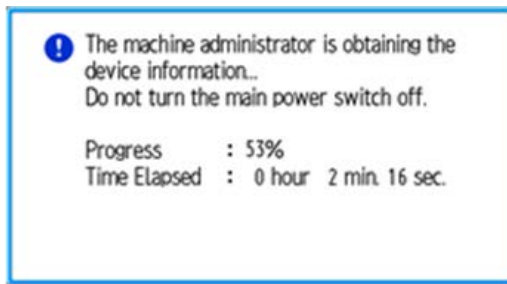 The machine administrator is obtaining the
device information...
Do not turn the main power switch off.
Progress : 53%
Time Elapsed : 0 hour 2 min. 16 sec.